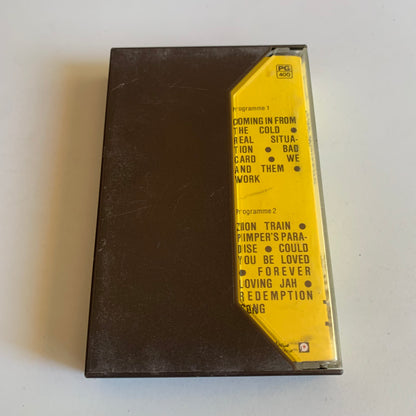 PG
400
Programme 1
COMING IN FROM
THE COLD ●
REAL SITUA-
TION ● BAD
CARD ● WE
AND THEM ●
WORK
Programme 2
ZION TRAIN ●
PIMPER'S PARA-
DISE ● COULD
YOU BE LOVED
● FOREVER
LOVING JAH ●
REDEMPTION
SONG